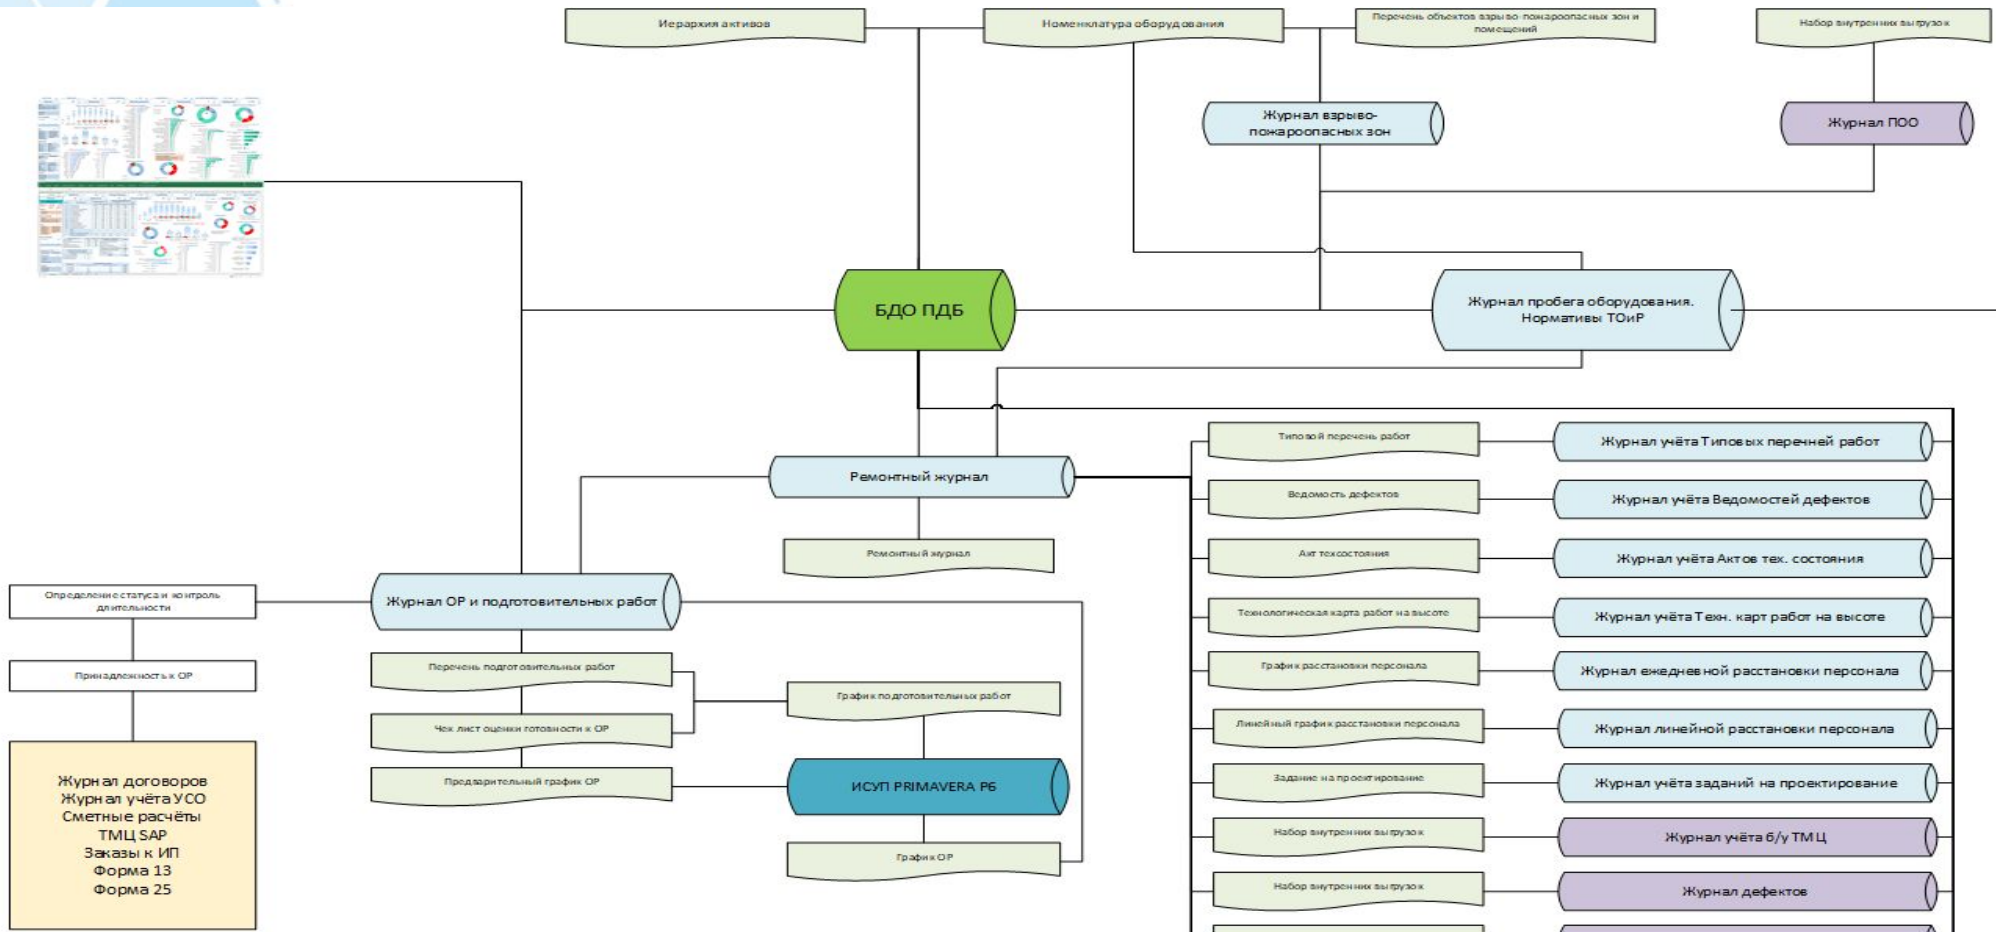 Иерархия активов
Номенклатура оборудования
Перечень объектов взрыво-пожароопасных зон и
помещений
Набор внутренних выгрузок
Журнал взрыво-
пожароопасных зон
Журнал ПОО
БДО ПДБ
Журнал пробега оборудования.
Нормативы ТОиР
Типовой перечень работ
Журнал учёта Типовых перечней работ
Ремонтный журнал
Ведомость дефектов
Журнал учёта Ведомостей дефектов
Ремонтный журнал
Акт техсостояния
Журнал учёта Актов тех. состояния
Определение статуса и контроль
длительности
Журнал ОР и подготовительных работ
Технологическая карта работ на высоте
Журнал учёта Техн. карт работ на высоте
Принадлежность к ОР
Перечень подготовительных работ
График расстановки персонала
Журнал ежедневной расстановки персонала
График подготовительных работ
Чек лист оценки готовности к ОР
Линейный график расстановки персонала
Журнал линейной расстановки персонала
Предварительный график ОР
ИСУП PRIMAVERA P6
Задание на проектирование
Журнал учёта заданий на проектирование
Журнал договоров
Журнал учёта УСО
Сметные расчёты
ТМЦ SAP
Заказы к ИП
Форма 13
Форма 25
Набор внутренних выгрузок
Журнал учёта б/у ТМЦ
График ОР
Набор внутренних выгрузок
Журнал дефектов